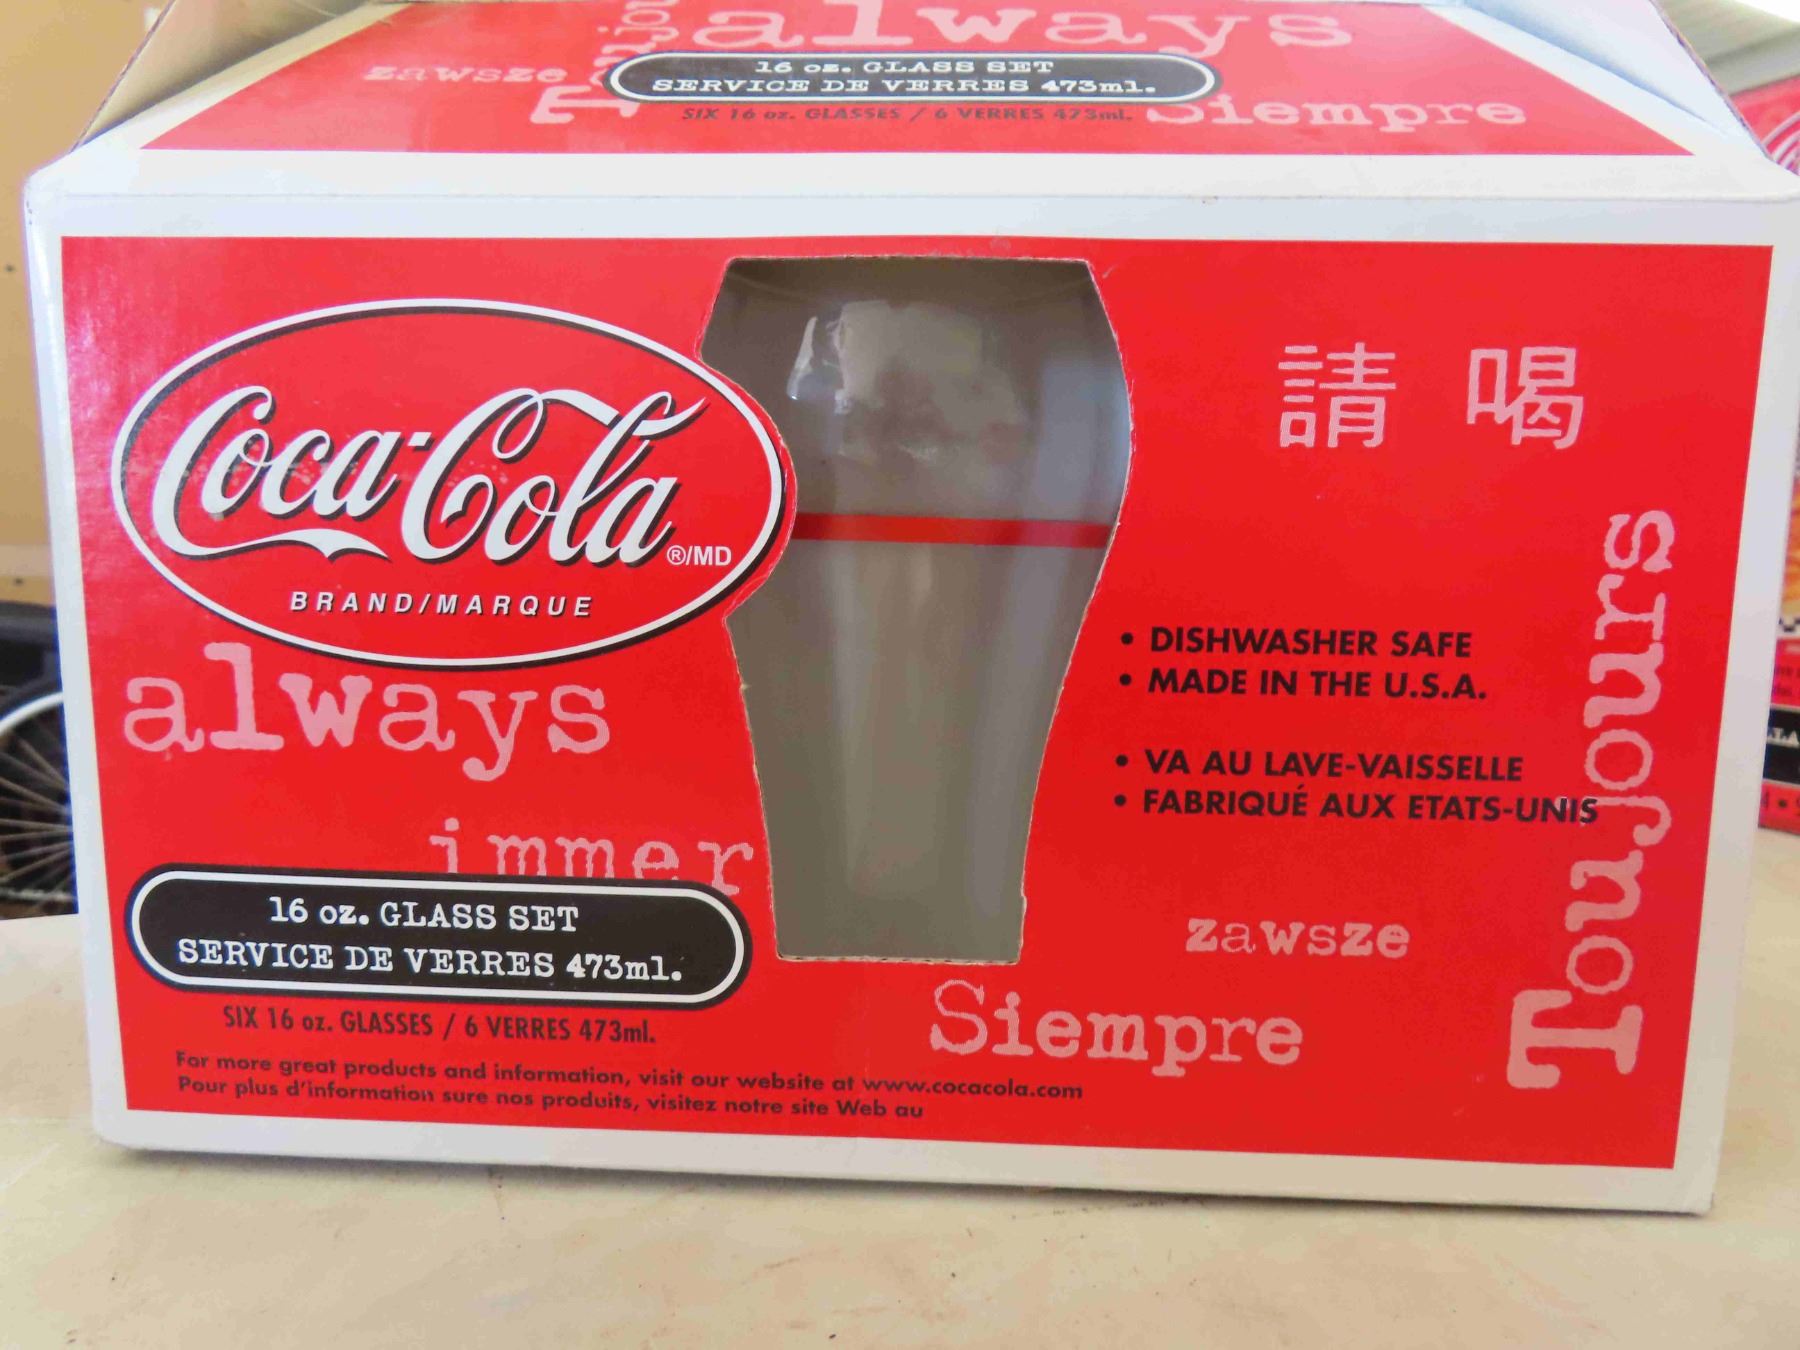 always
Toujou
zawsze
16 oz. GLASS SET
SERVICE DE VERRES 473ml.
SIX 16 oz. GLASSES / 6 VERRES 473ml.
Siempre
Coca-Cola
®/MD
BRAND/MARQUE
always
immer
16 oz. GLASS SET
SERVICE DE VERRES 473ml.
SIX 16 oz. GLASSES / 6 VERRES 473ml.
For more great products and information, visit our website at www.cocacola.com
Pour plus d'information sure nos produits, visitez notre site Web au
請 喝
• DISHWASHER SAFE
• MADE IN THE U.S.A.
• VA AU LAVE-VAISSELLE
• FABRIQUÉ AUX ETATS-UNIS
Toujours
zawsze
Siempre